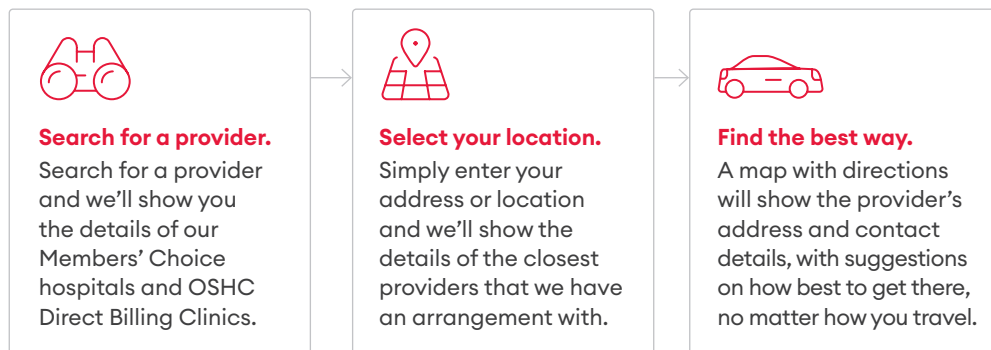 Search for a provider.
Search for a provider
and we’ll show you
the details of our
Members’ Choice
hospitals and OSHC
Direct Billing Clinics.
Select your location.
Simply enter your
address or location
and we’ll show the
details of the closest
providers that we have
an arrangement with.
Find the best way.
A map with directions
will show the provider’s
address and contact
details, with suggestions
on how best to get there,
no matter how you travel.